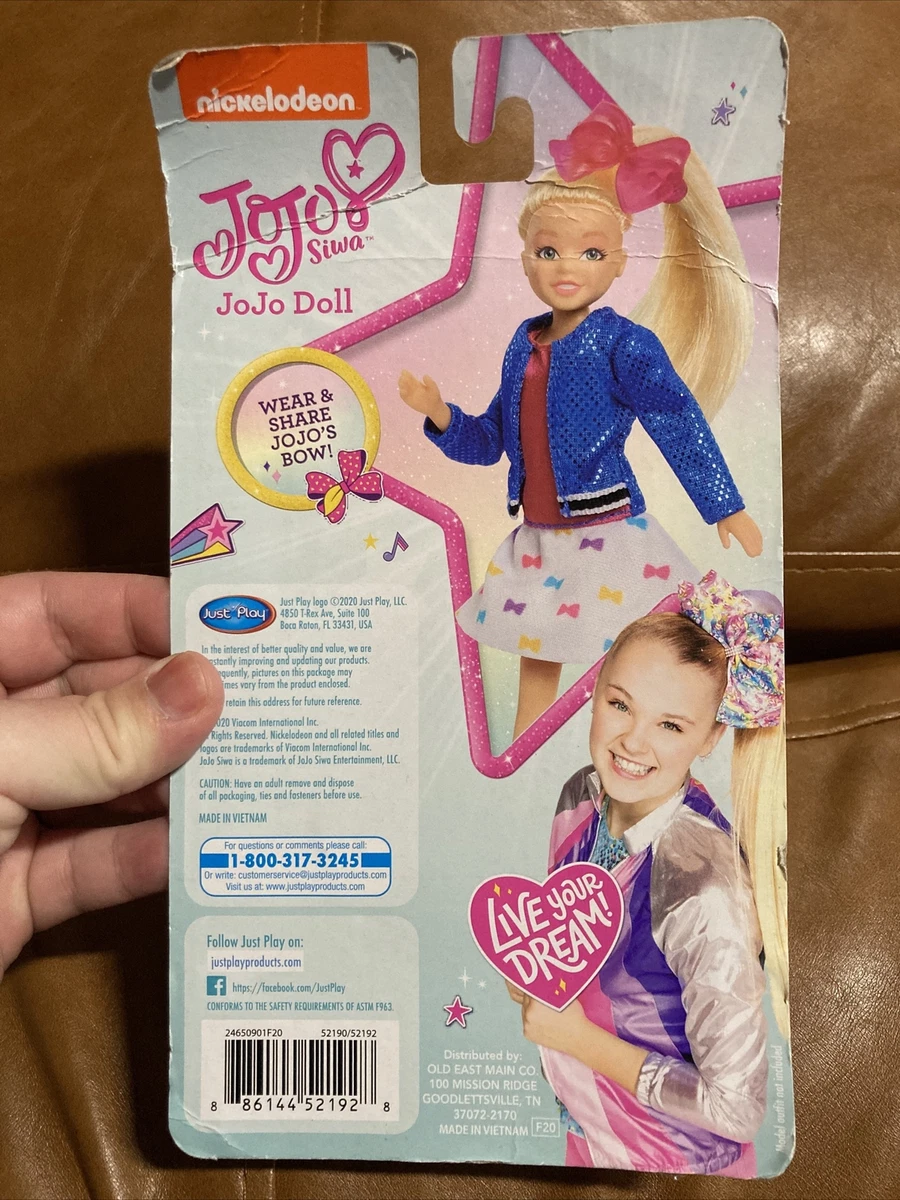 nickelodeon
JoJo
Siwa™
JoJo Doll
WEAR &
SHARE
JOJO'S
BOW!
Just Play
Just Play logo ©2020 Just Play, LLC.
4850 T-Rex Ave, Suite 100
Boca Raton, FL 33431, USA
In the interest of better quality and value, we are
nstantly improving and updating our products.
equently, pictures on this package may
mes vary from the product enclosed.
retain this address for future reference.
020 Viacom International Inc.
Rights Reserved. Nickelodeon and all related titles and
logos are trademarks of Viacom International Inc.
JoJo Siwa is a trademark of JoJo Siwa Entertainment, LLC.
CAUTION: Have an adult remove and dispose
of all packaging, ties and fasteners before use.
MADE IN VIETNAM
For questions or comments please call:
1-800-317-3245
Or write: customerservice@justplayproducts.com
Visit us at: www.justplayproducts.com
Follow Just Play on:
justplayproducts.com
https://facebook.com/JustPlay
CONFORMS TO THE SAFETY REQUIREMENTS OF ASTM F963.
24650901F20 52190/52192
8 86144 52192 8
LIVE YOUR
DREAM!
Distributed by:
OLD EAST MAIN CO.
100 MISSION RIDGE
GOODLETTSVILLE, TN
37072-2170
MADE IN VIETNAM F20
Model outfit not included